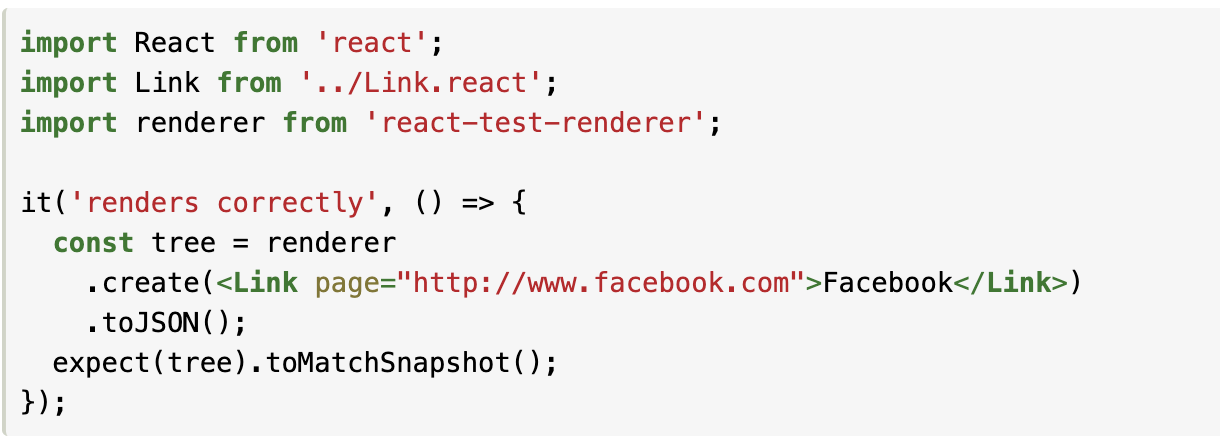 import React from 'react';
import Link from '../Link.react';
import renderer from 'react-test-renderer';

it('renders correctly', () => {
  const tree = renderer
    .create(<Link page="http://www.facebook.com">Facebook</Link>)
    .toJSON();
  expect(tree).toMatchSnapshot();
});